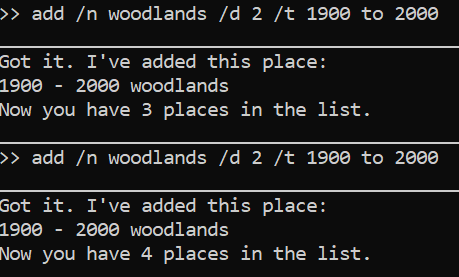 >> add /n woodlands /d 2 /t 1900 to 2000
Got it. I've added this place:
1900 - 2000 woodlands
Now you have 3 places in the list.
>> add /n woodlands /d 2 /t 1900 to 2000
Got it. I've added this place:
1900 - 2000 woodlands
Now you have 4 places in the list.